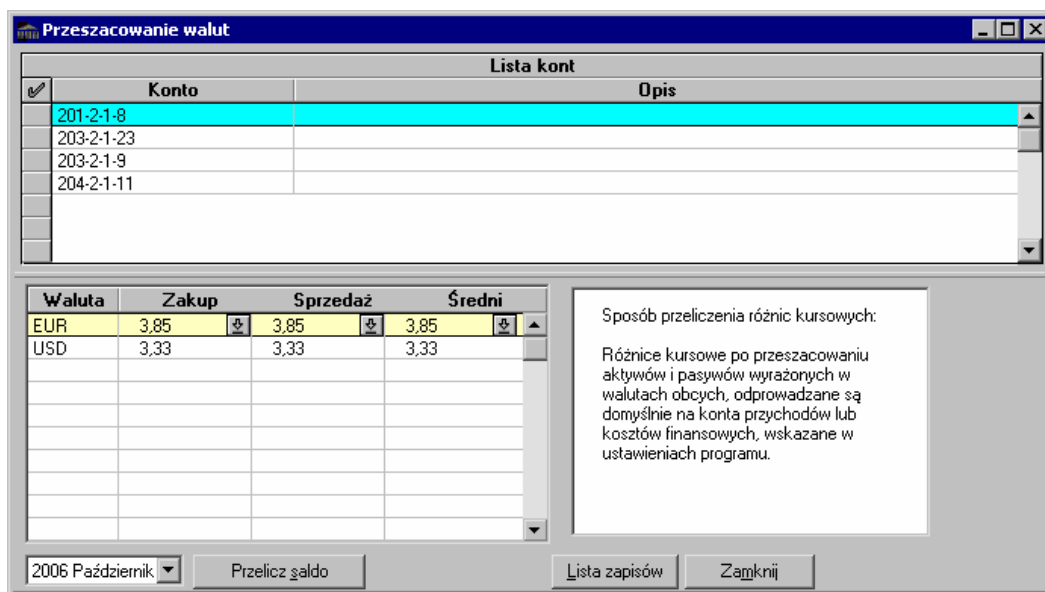 Przeszacowanie walut
Lista kont
Konto Opis
201-2-1-8
203-2-1-23
203-2-1-9
204-2-1-11
Waluta Zakup Sprzedaż Średni
EUR 3,85 3,85 3,85
USD 3,33 3,33 3,33
Sposób przeliczenia różnic kursowych:
Różnice kursowe po przeszacowaniu
aktywów i pasywów wyrażonych w
walutach obcych, odprowadzane są
domyślnie na konta przychodów lub
kosztów finansowych, wskazane w
ustawieniach programu.
2006 Październik Przelicz saldo Lista zapisów Zamknij